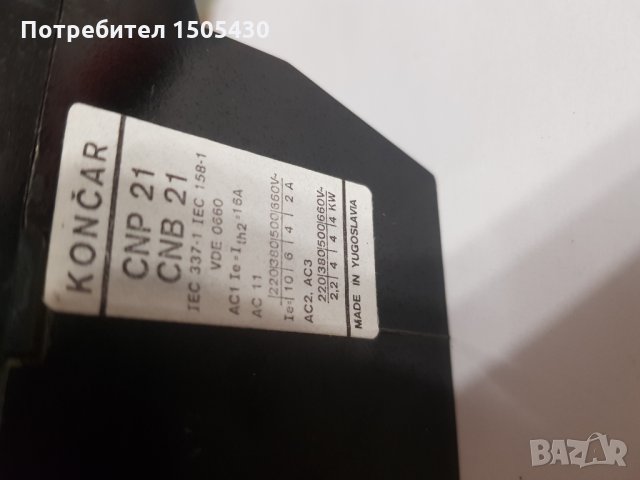 Потребител 1505430
KONČAR
CNP 21
CNB 21
IEC 337-1 IEC 158-1
VDE 0660
AC1 Ie=Ith2=16A
AC 11
220|380|500|660V~
Ie=|10|6|4|2 A
AC2, AC3
220|380|500|660V~
2,2|4|4|4 KW
MADE IN YUGOSLAVIA
BAZAR